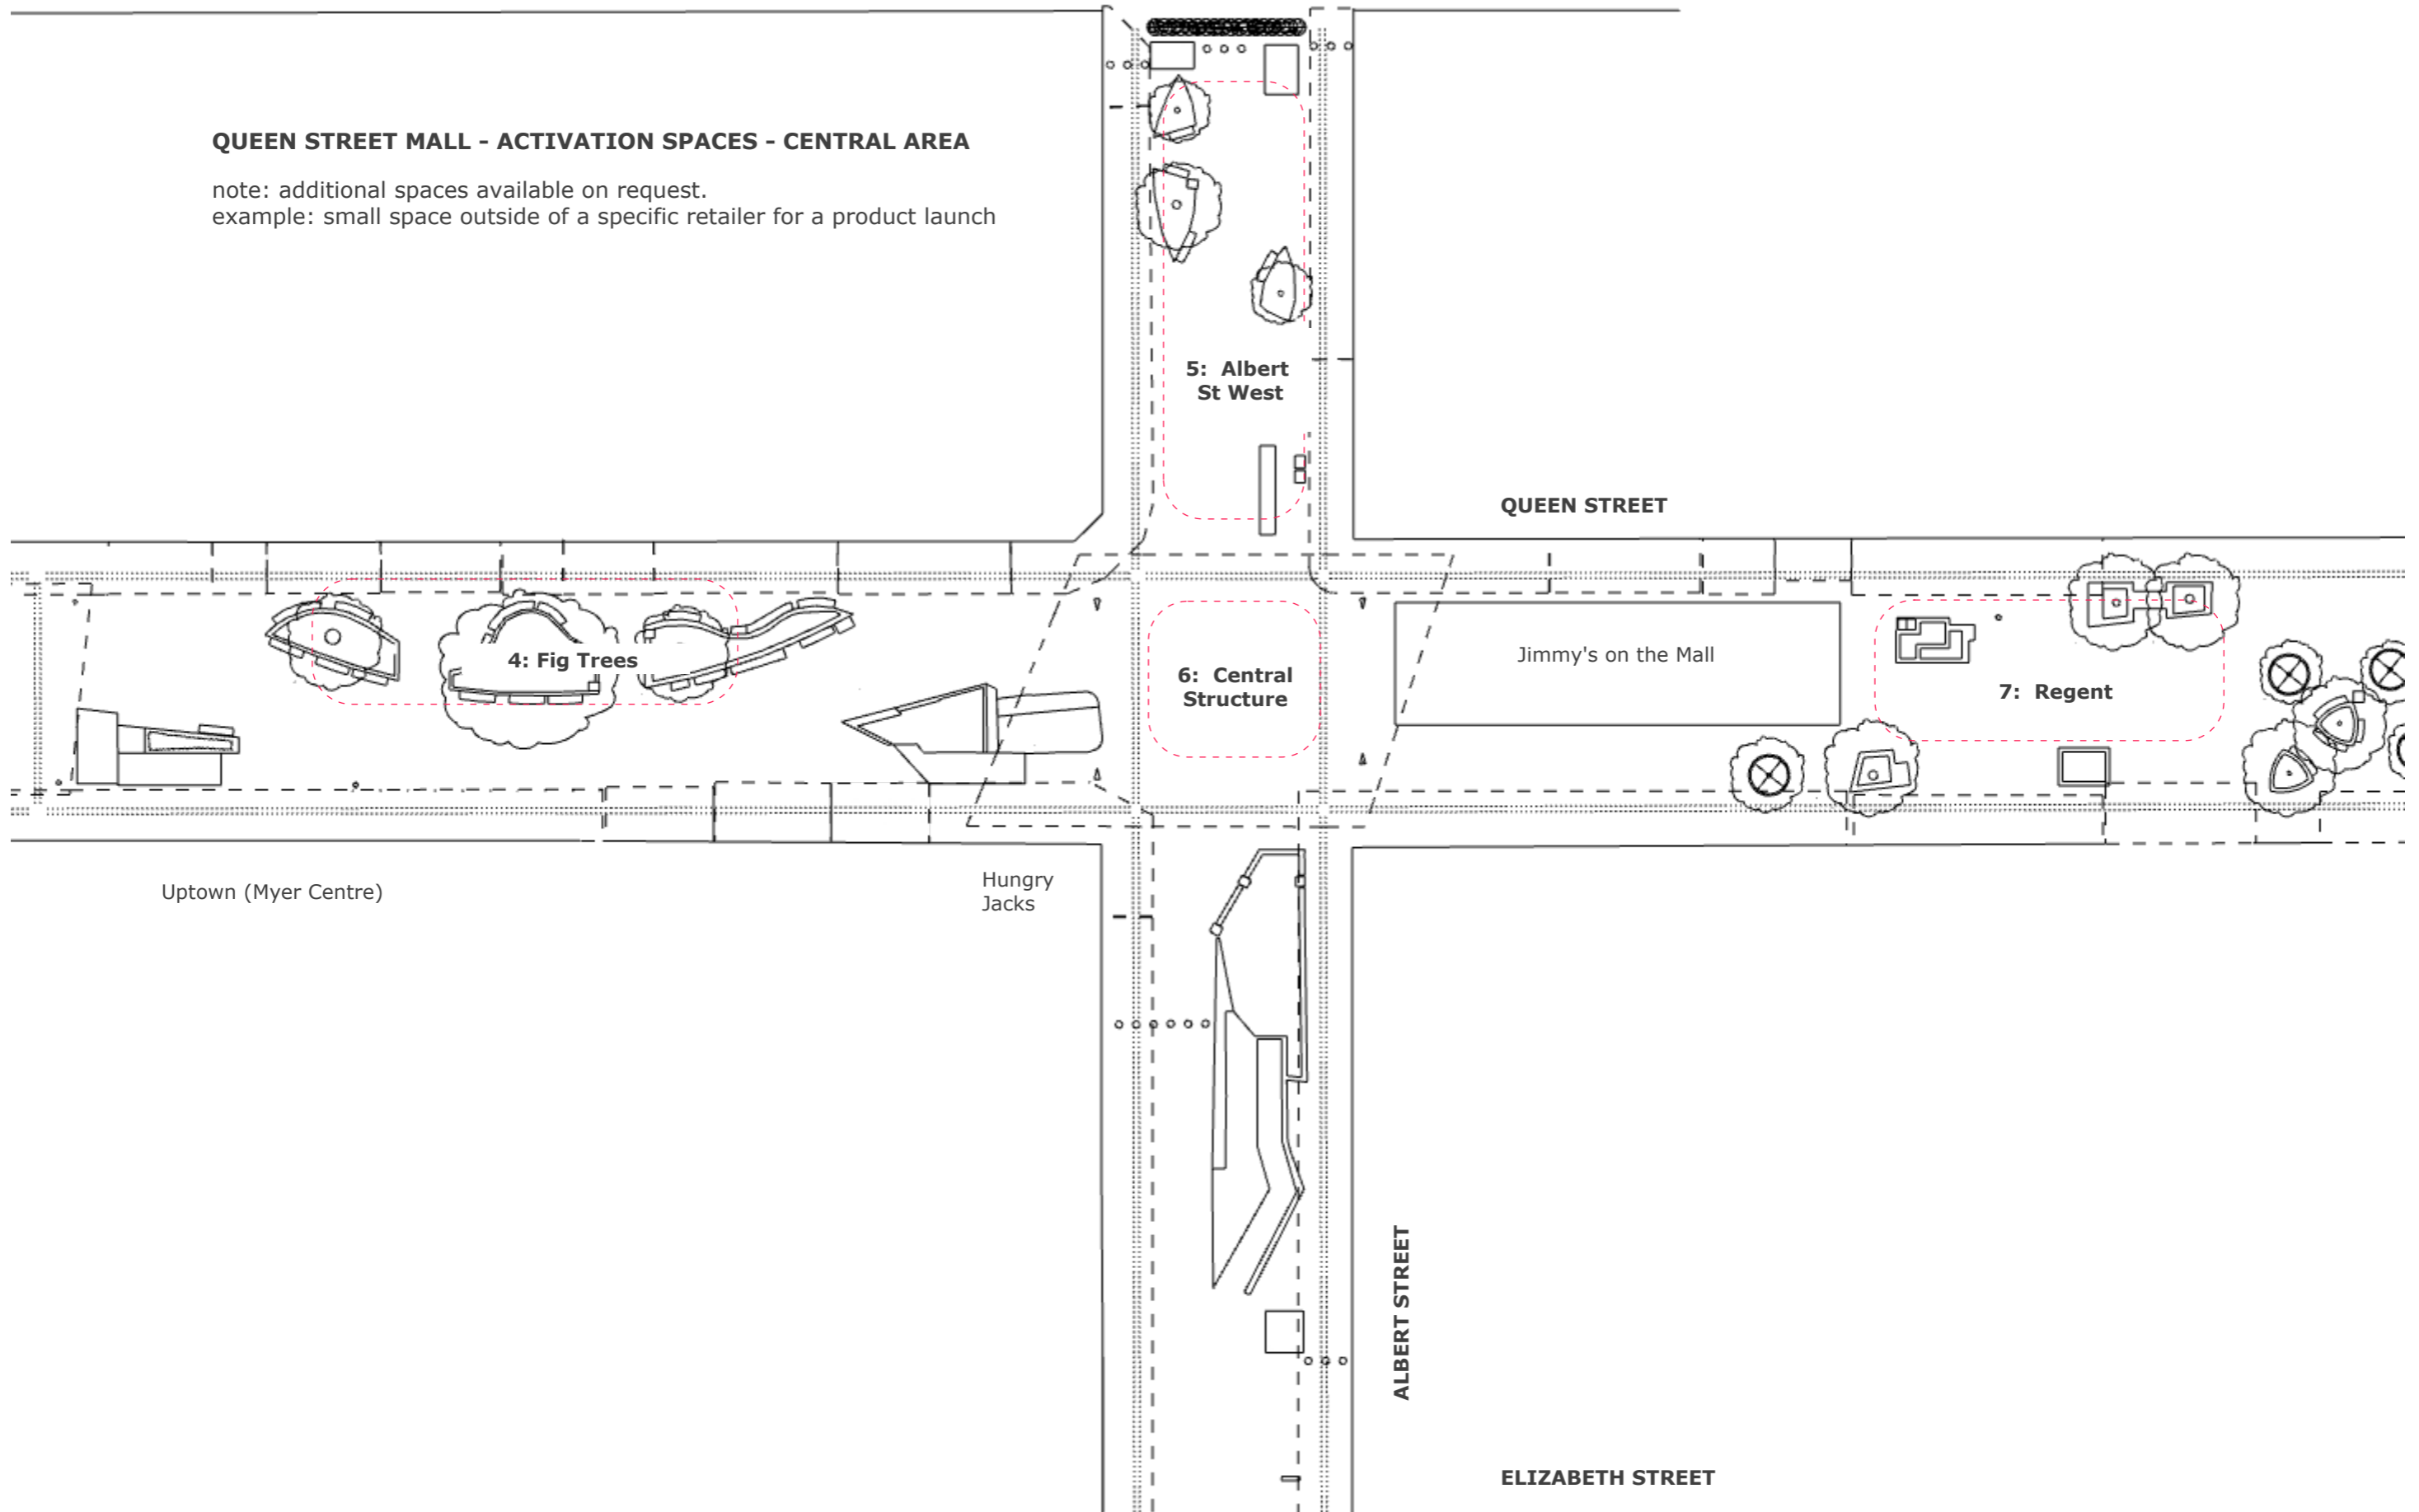 QUEEN STREET MALL - ACTIVATION SPACES - CENTRAL AREA
note: additional spaces available on request.
example: small space outside of a specific retailer for a product launch
5: Albert
St West
QUEEN STREET
4: Fig Trees
6: Central
Structure
Jimmy's on the Mall
7: Regent
Uptown (Myer Centre)
Hungry
Jacks
ALBERT STREET
ELIZABETH STREET